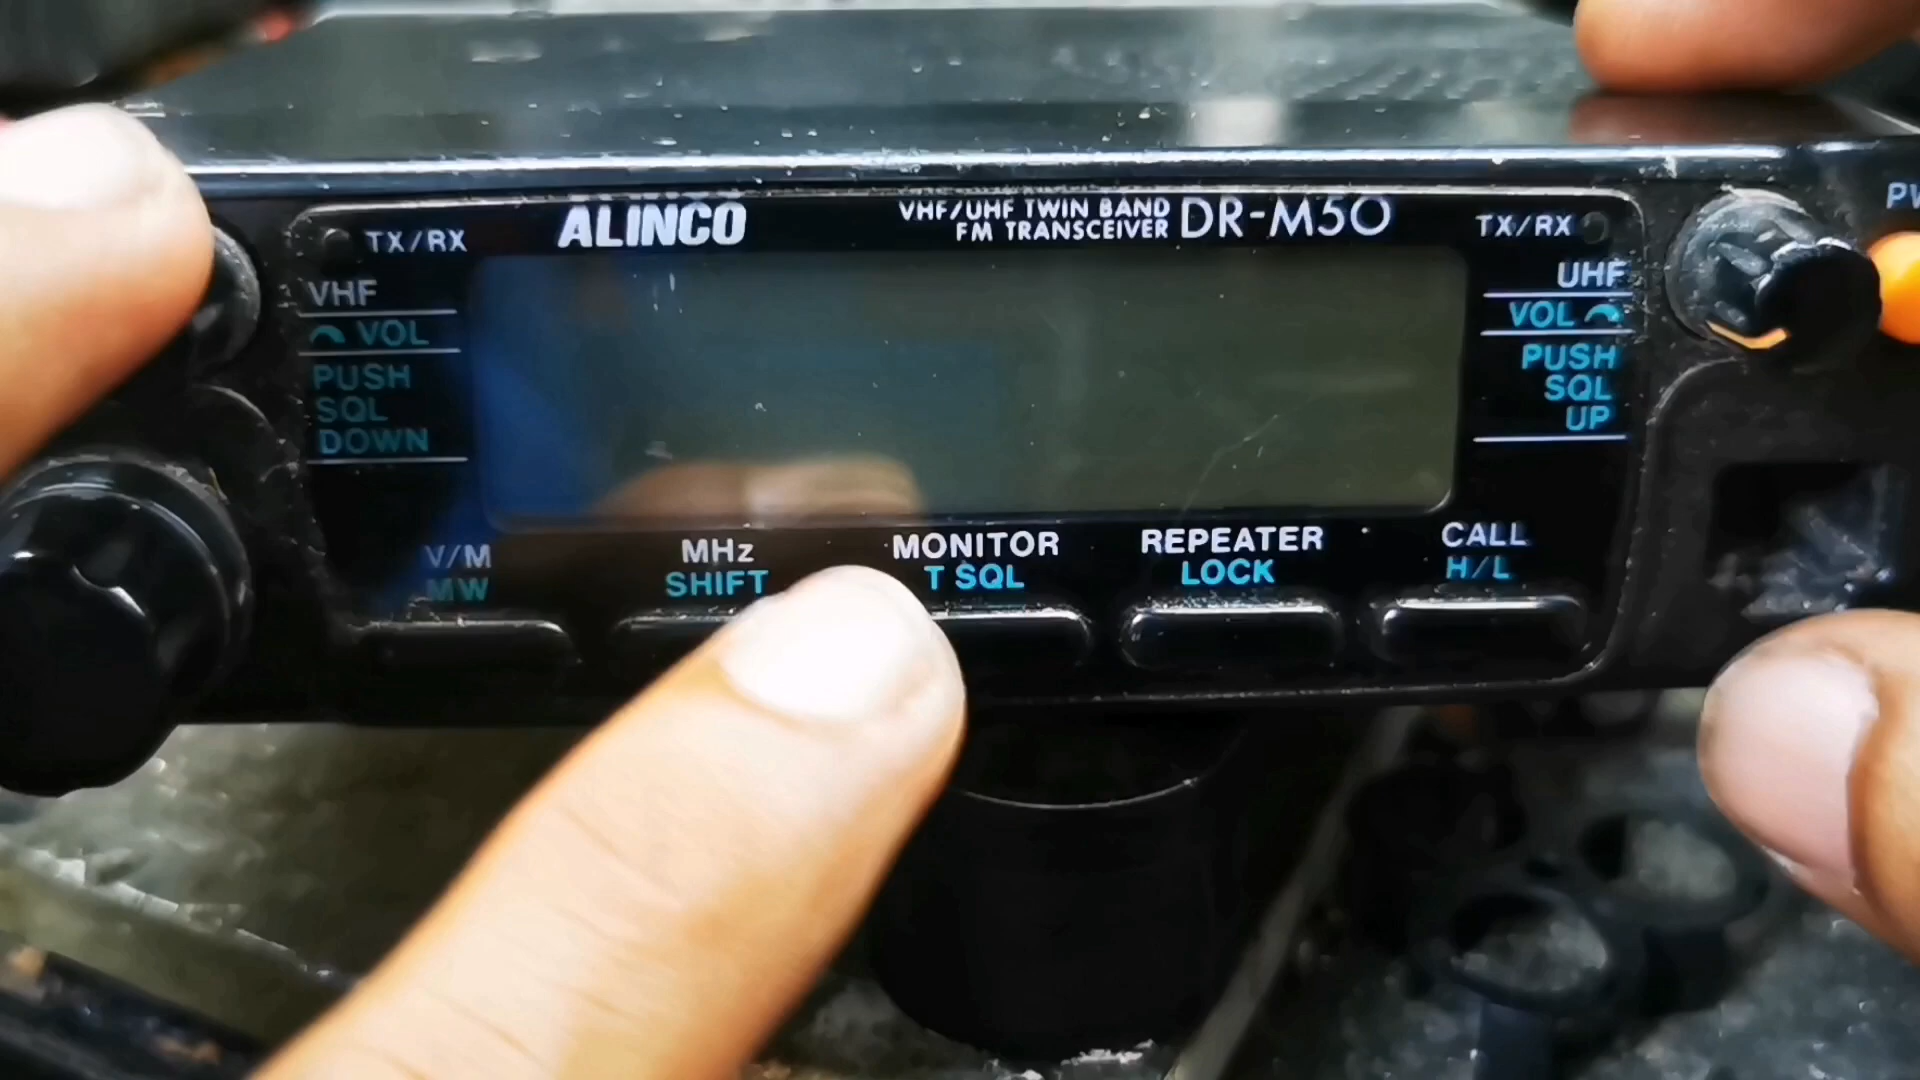 ALINCO
VHF/UHF TWIN BAND
FM TRANSCEIVER
DR-M50
TX/RX
VHF
VOL
PUSH
SQL
DOWN
TX/RX
UHF
VOL
PUSH
SQL
UP
V/M
MW
MHz
SHIFT
MONITOR
T SQL
REPEATER
LOCK
CALL
H/L